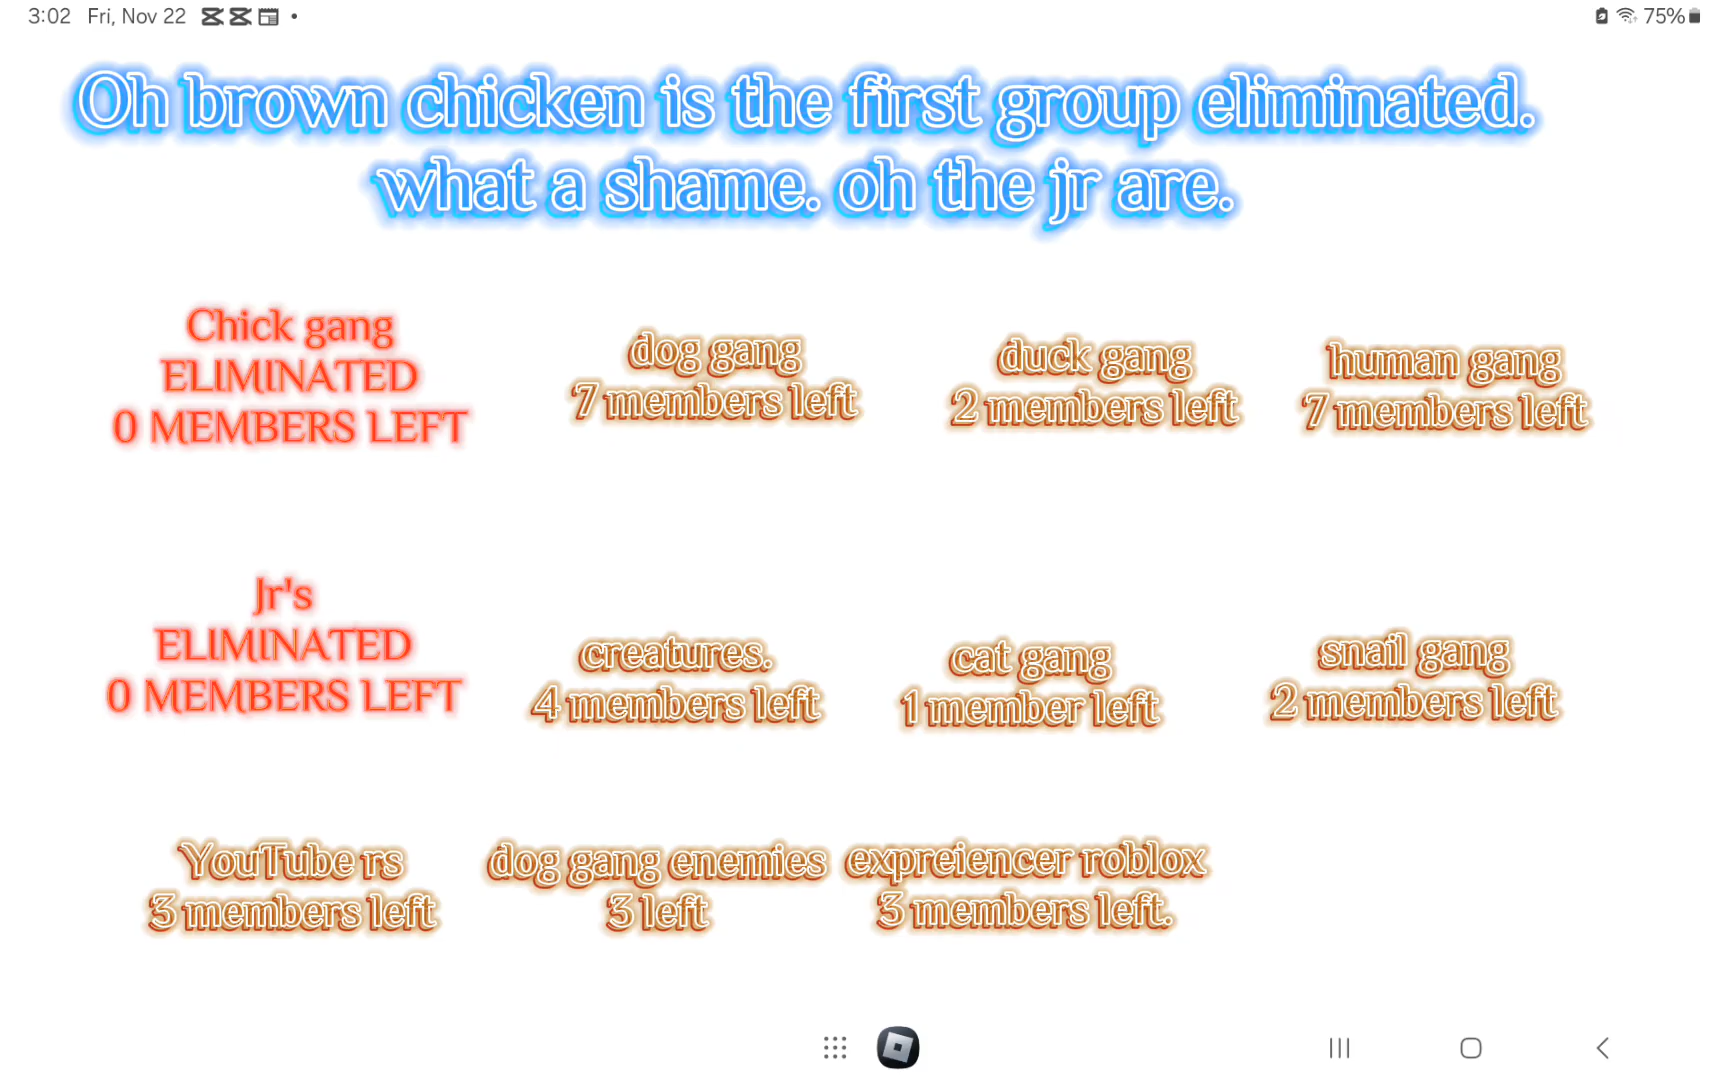 3:02 Fri, Nov 22
75%
Oh brown chicken is the first group eliminated.
what a shame. oh the jr are.
Chick gang
ELIMINATED
0 MEMBERS LEFT
dog gang
7 members left
duck gang
2 members left
human gang
7 members left
Jr's
ELIMINATED
0 MEMBERS LEFT
creatures.
4 members left
cat gang
1 member left
snail gang
2 members left
YouTube rs
3 members left
dog gang enemies
3 left
expreiencer roblox
3 members left.